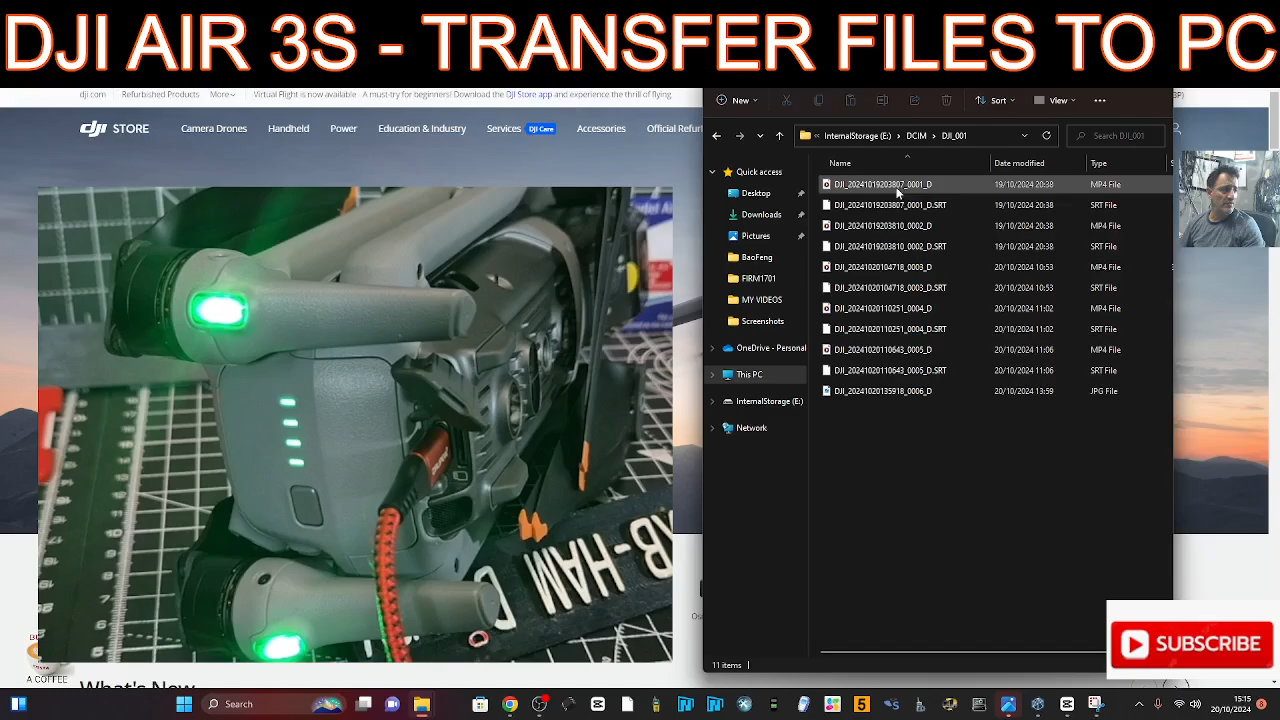 DJI AIR 3S - TRANSFER FILES TO PC
dji.com Refurbished Products More Virtual Flight is now available - A must-try for beginners! Download the DJI Store app and experience the thrill of flying
dji STORE Camera Drones Handheld Power Education & Industry Services DJI Care Accessories Official Refur
New Sort View
InternalStorage (E:) DCIM DJI_001 Search DJI_001
Name Date modified Type
Quick access
Desktop
Downloads
Pictures
BaoFeng
FIRM1701
MY VIDEOS
Screenshots
OneDrive - Personal
This PC
InternalStorage (E:)
Network
DJI_20241019203807_0001_D 19/10/2024 20:38 MP4 File
DJI_20241019203807_0001_D.SRT 19/10/2024 20:38 SRT File
DJI_20241019203810_0002_D 19/10/2024 20:38 MP4 File
DJI_20241019203810_0002_D.SRT 19/10/2024 20:38 SRT File
DJI_20241020104718_0003_D 20/10/2024 10:53 MP4 File
DJI_20241020104718_0003_D.SRT 20/10/2024 10:53 SRT File
DJI_20241020110251_0004_D 20/10/2024 11:02 MP4 File
DJI_20241020110251_0004_D.SRT 20/10/2024 11:02 SRT File
DJI_20241020110643_0005_D 20/10/2024 11:06 MP4 File
DJI_20241020110643_0005_D.SRT 20/10/2024 11:06 SRT File
DJI_20241020135918_0006_D 20/10/2024 13:59 JPG File
11 items
SUBSCRIBE
A COFFEE
What's New
Search
15:15
20/10/2024